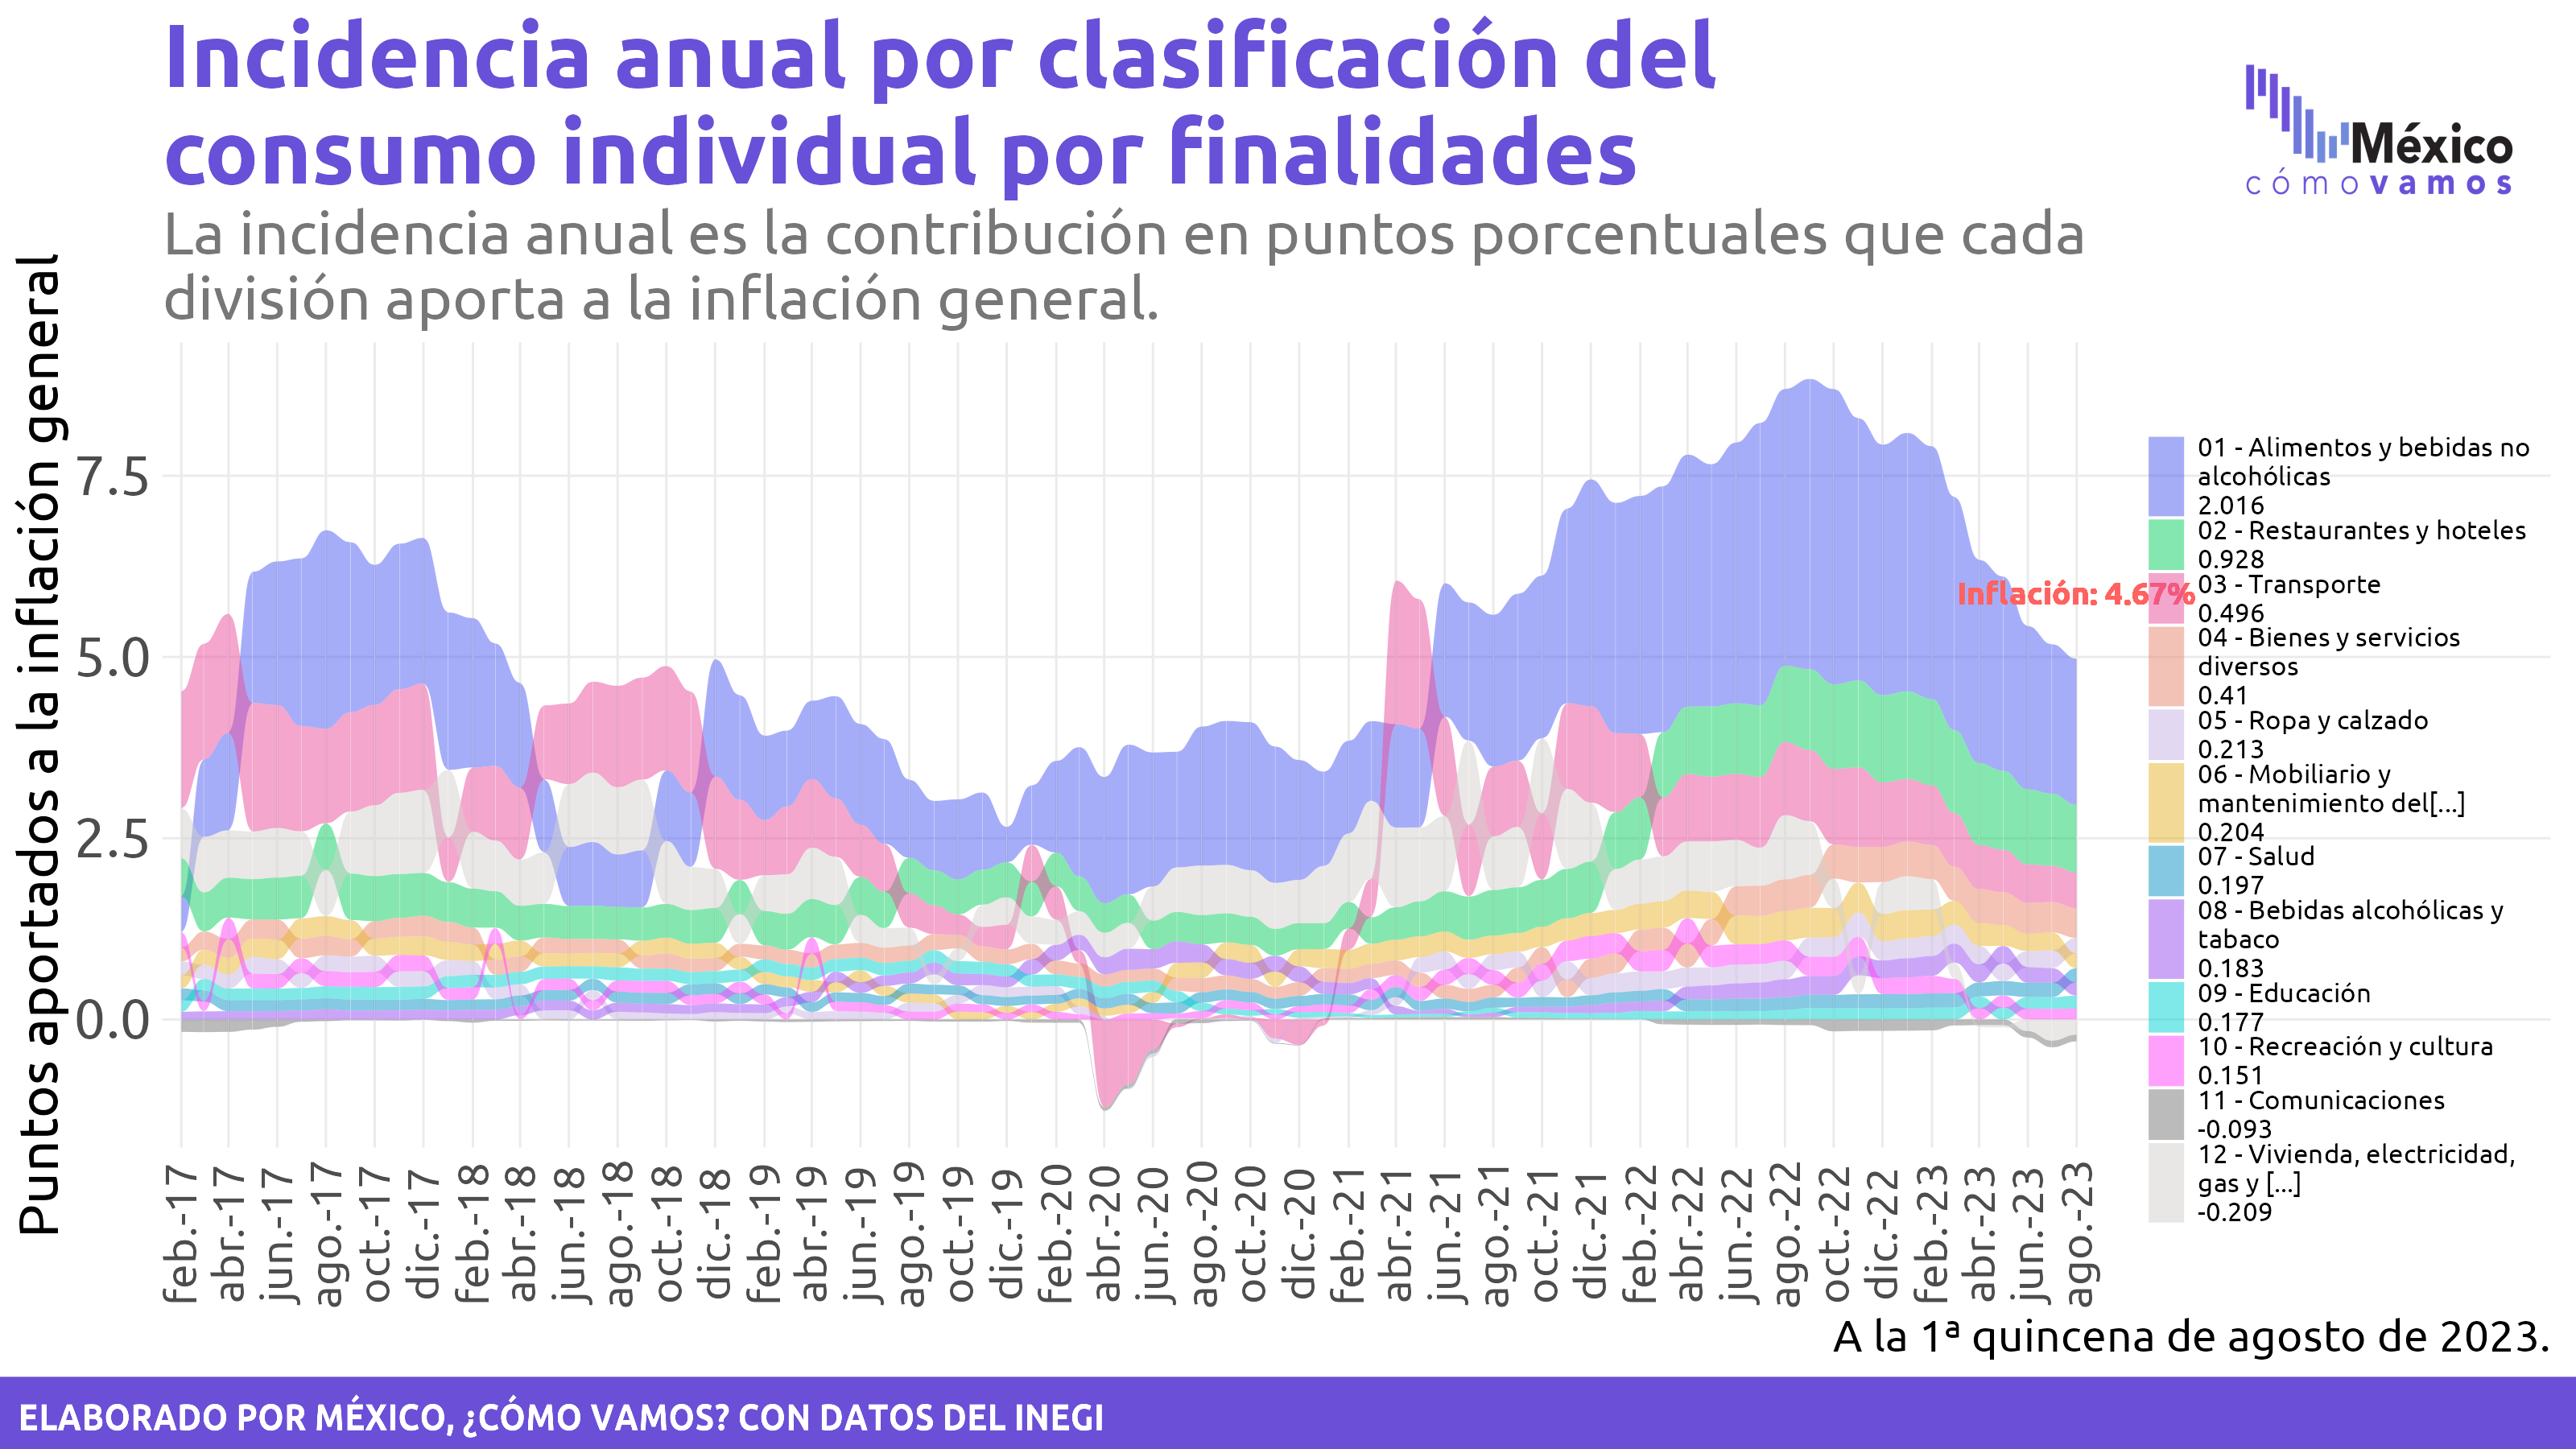 Incidencia anual por clasificación del
consumo individual por finalidades
México
cómo vamos
La incidencia anual es la contribución en puntos porcentuales que cada
división aporta a la inflación general.
Puntos aportados a la inflación general
7.5
5.0
2.5
0.0
Inflación: 4.67%
01 - Alimentos y bebidas no
alcohólicas
2.016
02 - Restaurantes y hoteles
0.928
03 - Transporte
0.496
04 - Bienes y servicios
diversos
0.41
05 - Ropa y calzado
0.213
06 - Mobiliario y
mantenimiento del[...]
0.204
07 - Salud
0.197
08 - Bebidas alcohólicas y
tabaco
0.183
09 - Educación
0.177
10 - Recreación y cultura
0.151
11 - Comunicaciones
-0.093
12 - Vivienda, electricidad,
gas y [...]
-0.209
feb.-17
abr.-17
jun.-17
ago.-17
oct.-17
dic.-17
feb.-18
abr.-18
jun.-18
ago.-18
oct.-18
dic.-18
feb.-19
abr.-19
jun.-19
ago.-19
oct.-19
dic.-19
feb.-20
abr.-20
jun.-20
ago.-20
oct.-20
dic.-20
feb.-21
abr.-21
jun.-21
ago.-21
oct.-21
dic.-21
feb.-22
abr.-22
jun.-22
ago.-22
oct.-22
dic.-22
feb.-23
abr.-23
jun.-23
ago.-23
A la 1ª quincena de agosto de 2023.
ELABORADO POR MÉXICO, ¿CÓMO VAMOS? CON DATOS DEL INEGI